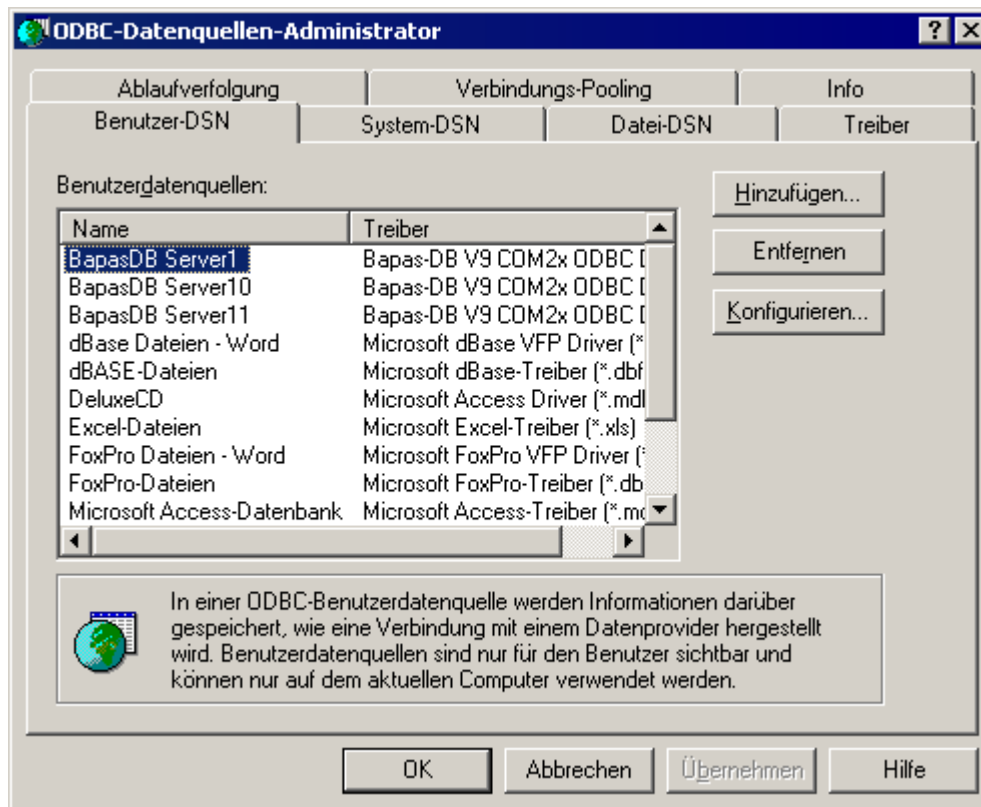 ODBC-Datenquellen-Administrator
Ablaufverfolgung Verbindungs-Pooling Info
Benutzer-DSN System-DSN Datei-DSN Treiber
Benutzerdatenquellen:
Hinzufügen...
Entfernen
Konfigurieren...
Name Treiber
BapasDB Server1 Bapas-DB V9 COM2x ODBC D
BapasDB Server10 Bapas-DB V9 COM2x ODBC D
BapasDB Server11 Bapas-DB V9 COM2x ODBC D
dBase Dateien - Word Microsoft dBase VFP Driver (*
dBASE-Dateien Microsoft dBase-Treiber (*.dbf
DeluxeCD Microsoft Access Driver (*.mdl
Excel-Dateien Microsoft Excel-Treiber (*.xls)
FoxPro Dateien - Word Microsoft FoxPro VFP Driver (*
FoxPro-Dateien Microsoft FoxPro-Treiber (*.db
Microsoft Access-Datenbank Microsoft Access-Treiber (*.mc
In einer ODBC-Benutzerdatenquelle werden Informationen darüber
gespeichert, wie eine Verbindung mit einem Datenprovider hergestellt
wird. Benutzerdatenquellen sind nur für den Benutzer sichtbar und
können nur auf dem aktuellen Computer verwendet werden.
OK Abbrechen Übernehmen Hilfe